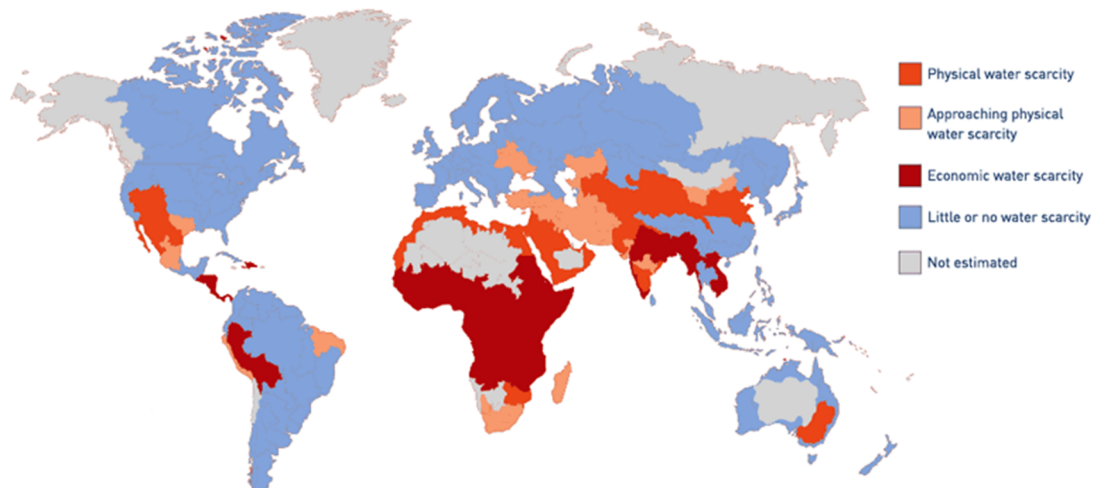 Physical water scarcity
Approaching physical
water scarcity
Economic water scarcity
Little or no water scarcity
Not estimated